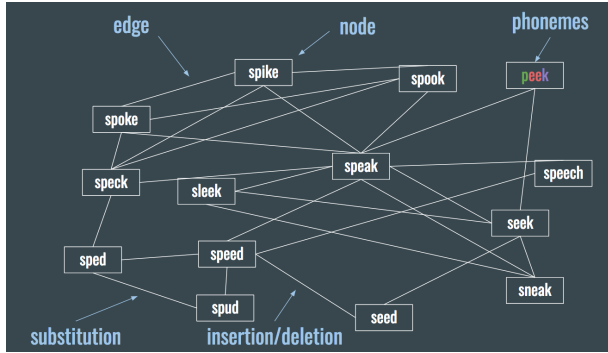 edge
node
phonemes
spike
spook
peek
spoke
speak
speech
speck
sleek
seek
sped
speed
sneak
spud
seed
substitution
insertion/deletion